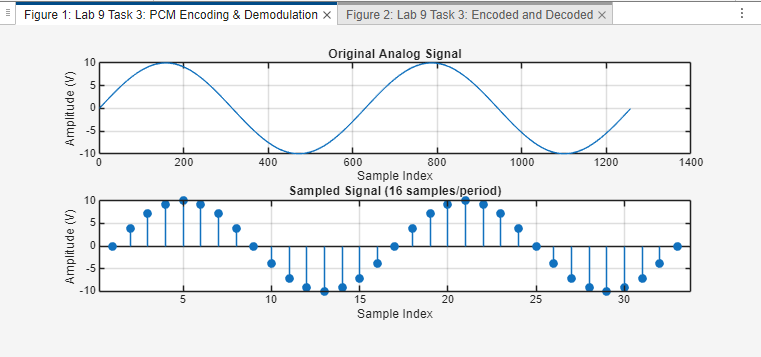 Figure 1: Lab 9 Task 3: PCM Encoding & Demodulation × Figure 2: Lab 9 Task 3: Encoded and Decoded ×
Original Analog Signal
Amplitude (V)
10
5
0
-5
-10
0 200 400 600 800 1000 1200 1400
Sample Index
Sampled Signal (16 samples/period)
Amplitude (V)
10
5
0
-5
-10
5 10 15 20 25 30
Sample Index